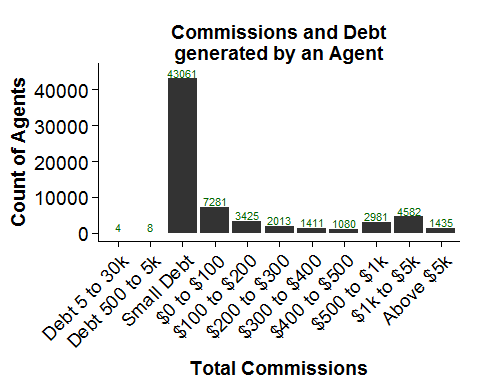 Commissions and Debt
generated by an Agent
Count of Agents
40000
30000
20000
10000
0
4
8
43061
7281
3425
2013
1411
1080
2981
4582
1435
Debt 5 to 30k
Debt 500 to 5k
Small Debt
$0 to $100
$100 to $200
$200 to $300
$300 to $400
$400 to $500
$500 to $1k
$1k to $5k
Above $5k
Total Commissions